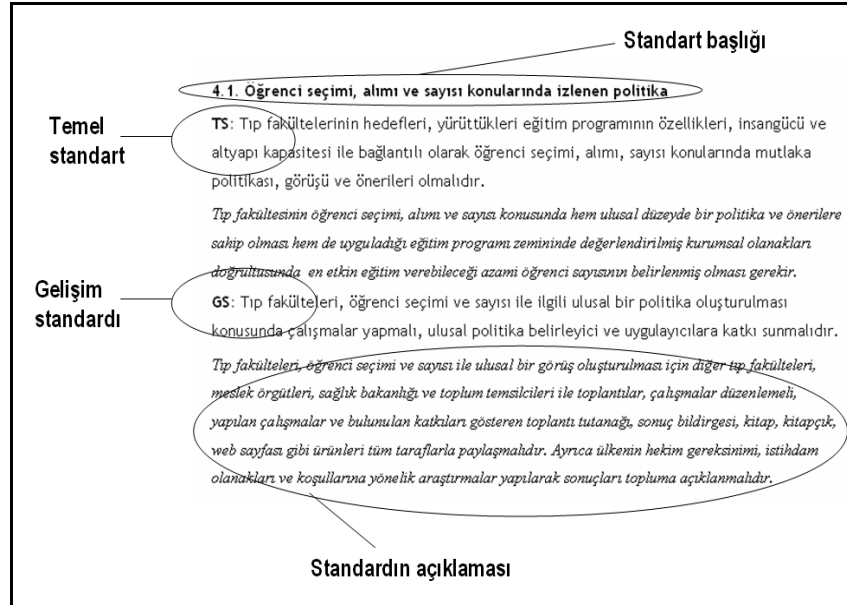 Standart başlığı
4.1. Öğrenci seçimi, alımı ve sayısı konularında izlenen politika
Temel
standart
TS: Tıp fakültelerinin hedefleri, yürüttükleri eğitim programının özellikleri, insangücü ve
altyapı kapasitesi ile bağlantılı olarak öğrenci seçimi, alımı, sayısı konularında mutlaka
politikası, görüşü ve önerileri olmalıdır.
Tıp fakültesinin öğrenci seçimi, alımı ve sayısı konusunda hem ulusal düzeyde bir politika ve önerilere
sahip olması hem de uyguladığı eğitim programı zemininde değerlendirilmiş kurumsal olanakları
doğrultusunda en etkin eğitim verebileceği azami öğrenci sayısının belirlenmiş olması gerekir.
Gelişim
standardı
GS: Tıp fakülteleri, öğrenci seçimi ve sayısı ile ilgili ulusal bir politika oluşturulması
konusunda çalışmalar yapmalı, ulusal politika belirleyici ve uygulayıcılara katkı sunmalıdır.
Tıp fakülteleri, öğrenci seçimi ve sayısı ile ulusal bir görüş oluşturulması için diğer tıp fakülteleri,
meslek örgütleri, sağlık bakanlığı ve toplum temsilcileri ile toplantılar, çalışmalar düzenlemeli,
yapılan çalışmalar ve bulunulan katkıları gösteren toplantı tutanağı, sonuç bildirgesi, kitap, kitapçık,
web sayfası gibi ürünleri tüm taraflarla paylaşmalıdır. Ayrıca ülkenin hekim gereksinimi, istihdam
olanakları ve koşullarına yönelik araştırmalar yapılarak sonuçları topluma açıklanmalıdır.
Standardın açıklaması